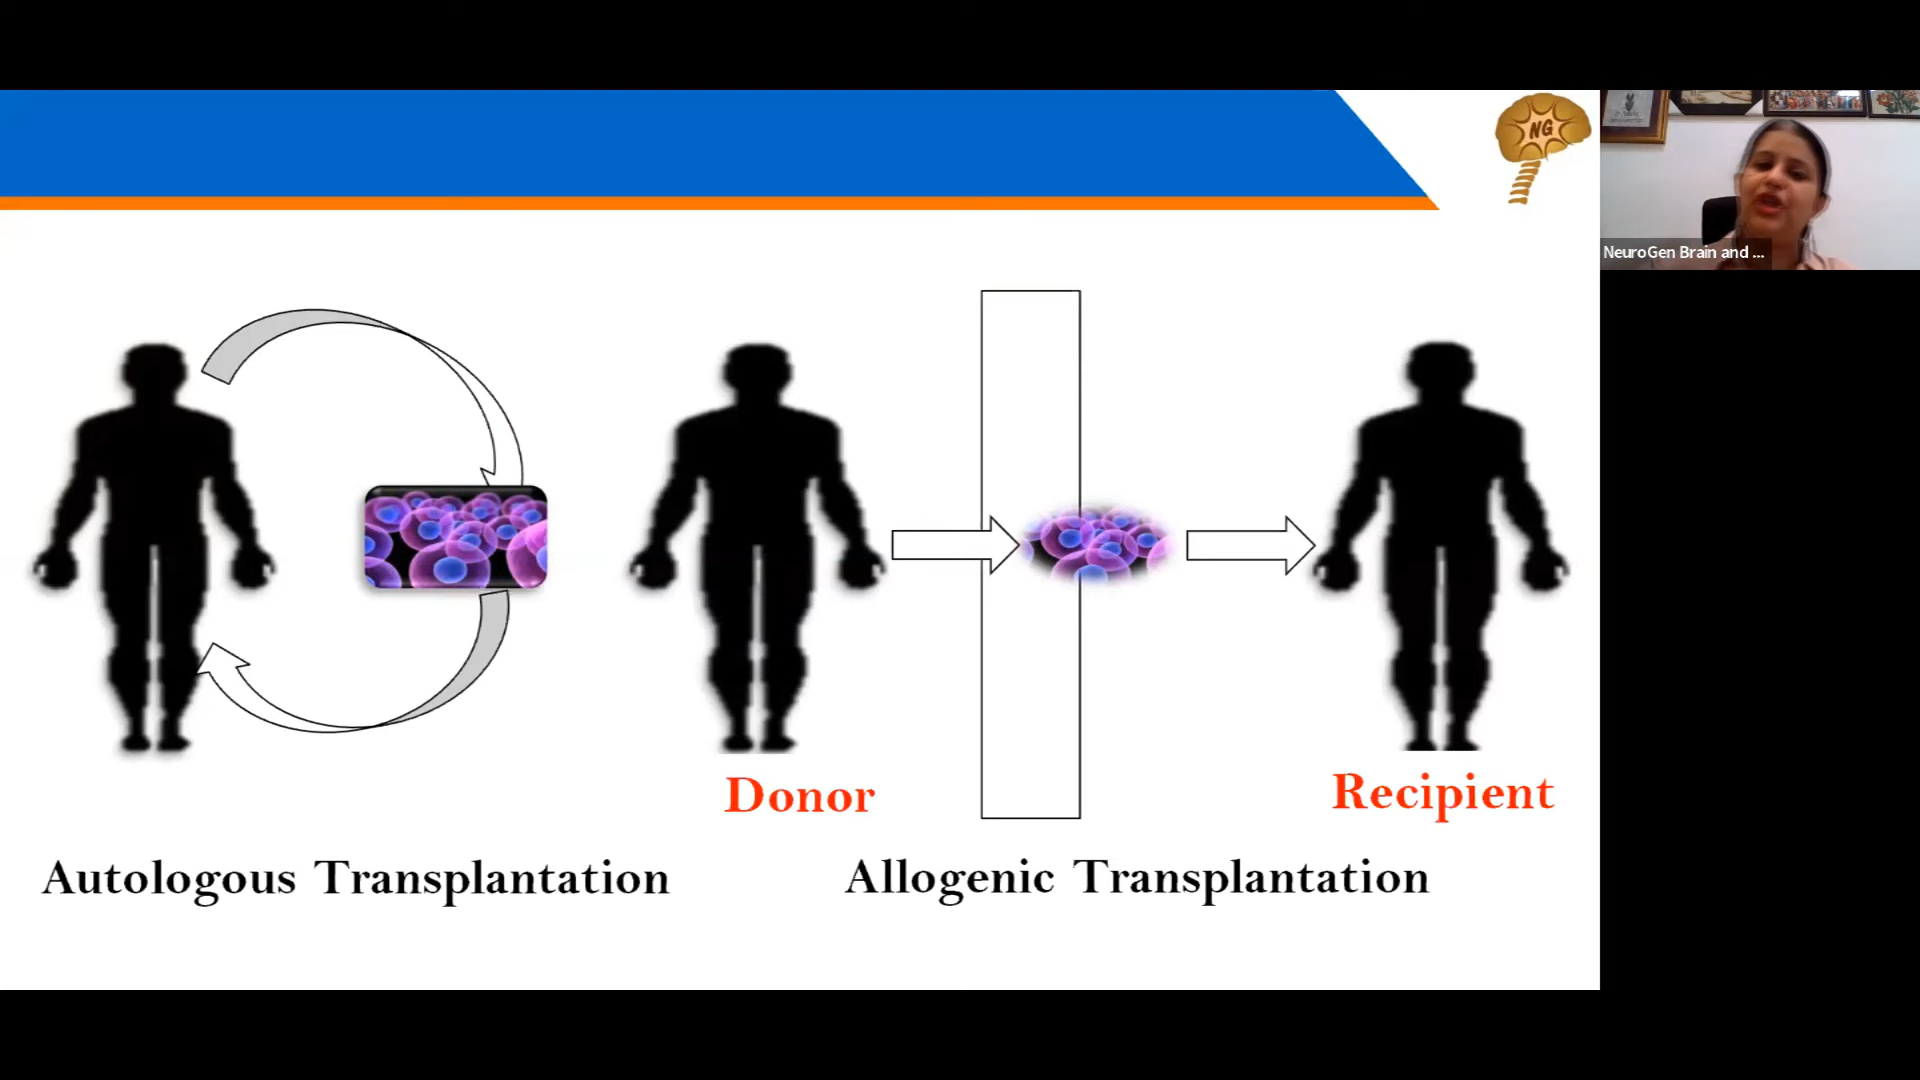 NG
NeuroGen Brain and ...
Donor
Recipient
Autologous Transplantation
Allogenic Transplantation